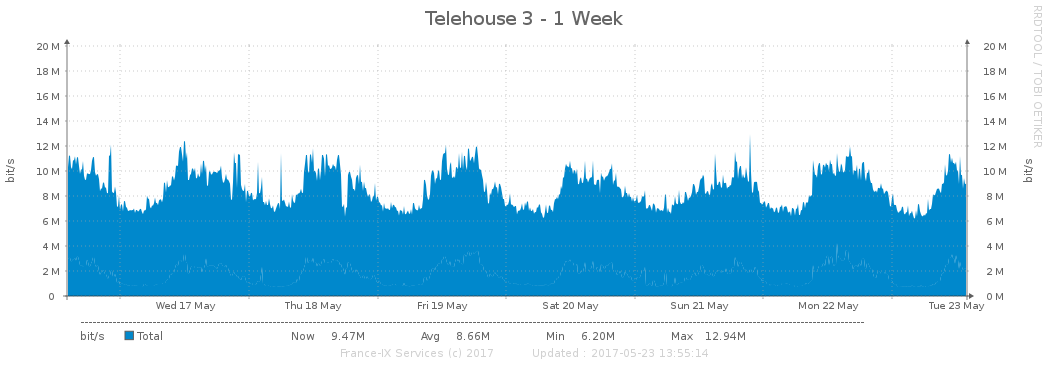 Telehouse 3 - 1 Week
RRDTOOL / TOBI OETIKER
bit/s
20 M 20 M
18 M 18 M
16 M 16 M
14 M 14 M
12 M 12 M
10 M 10 M
8 M 8 M
6 M 6 M
4 M 4 M
2 M 2 M
0 0 M
bit/s
Wed 17 May Thu 18 May Fri 19 May Sat 20 May Sun 21 May Mon 22 May Tue 23 May
bit/s Total Now 9.47M Avg 8.66M Min 6.20M Max 12.94M
France-IX Services (c) 2017 Updated : 2017-05-23 13:55:14